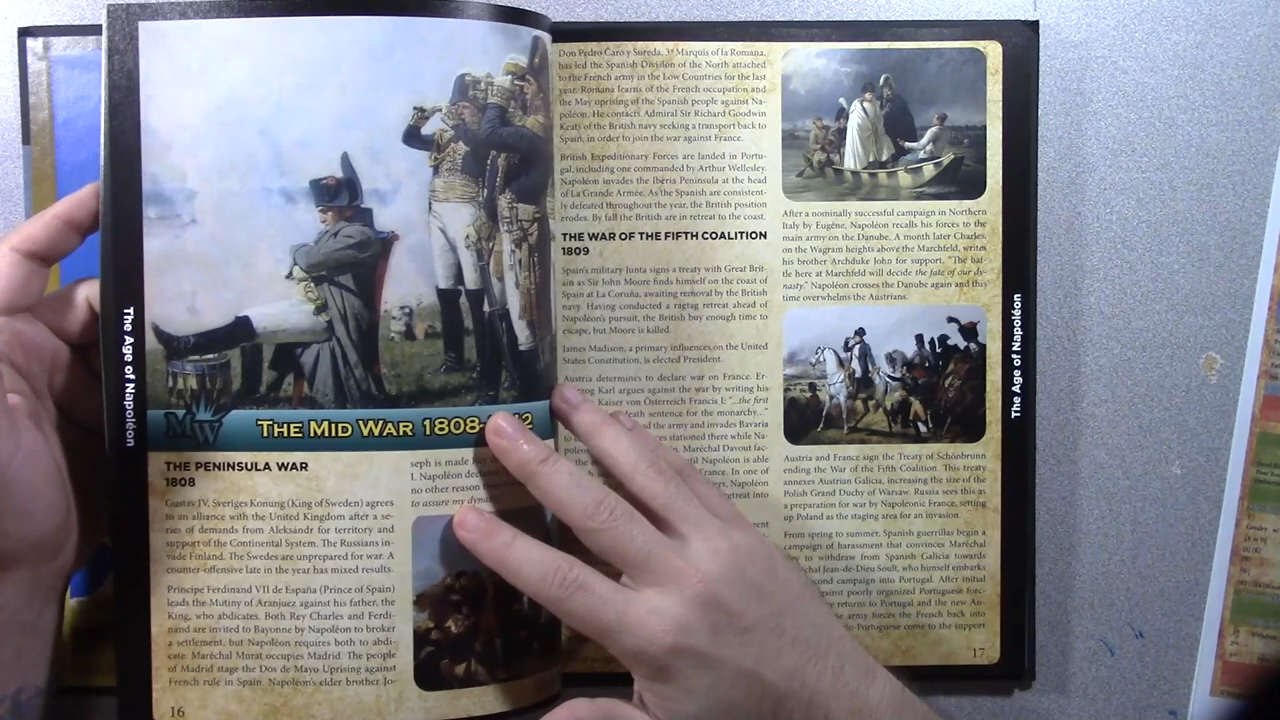 The Age of Napoléon
MW
THE MID WAR 1808-
THE PENINSULA WAR
1808
Gustav IV, Sveriges Konung (King of Sweden) agrees
to an alliance with the United Kingdom after a se-
ries of demands from Aleksándr for territory and
support of the Continental System. The Russians in-
vade Finland. The Swedes are unprepared for war. A
counter-offensive late in the year has mixed results.
Príncipe Ferdinand VII de España (Prince of Spain)
leads the Mutiny of Aranjuez against his father, the
King, who abdicates. Both Rey Charles and Ferdi-
nand are invited to Bayonne by Napoléon to broker
a settlement, but Napoléon requires both to abdi-
cate. Maréchal Murat occupies Madrid. The people
of Madrid stage the Dos de Mayo Uprising against
French rule in Spain. Napoléon's elder brother Jo-
16
seph is made
I. Napoléon
no other reason
to assure my
Don Pedro Caro y Sureda, 3º Marquis of la Romana,
has led the Spanish Division of the North attached
to the French army in the Low Countries for the last
year. Romana learns of the French occupation and
the May uprising of the Spanish people against Na-
poléon. He contacts Admiral Sir Richard Goodwin
Keats of the British navy seeking a transport back to
Spain, in order to join the war against France.
British Expeditionary Forces are landed in Portu-
gal, including one commanded by Arthur Wellesley.
Napoléon invades the Ibéria Peninsula at the head
of La Grande Armée. As the Spanish are consistent-
ly defeated throughout the year, the British position
erodes. By fall the British are in retreat to the coast.
THE WAR OF THE FIFTH COALITION
1809
Spain's military Junta signs a treaty with Great Brit-
ain as Sir John Moore finds himself on the coast of
Spain at La Coruña, awaiting removal by the British
navy. Having conducted a ragtag retreat ahead of
Napoléon's pursuit, the British buy enough time to
escape, but Moore is killed.
James Madison, a primary influences on the United
States Constitution, is elected President.
Austria determines to declare war on France. Er-
Karl argues against the war by writing his
Kaiser von Österreich Francis I: "...the first
death sentence for the monarchy..."
the army and invades Bavaria
stationed there while Na-
Maréchal Davout fac-
until Napoléon is able
France. In one of
Napoléon
retreat into
After a nominally successful campaign in Northern
Italy by Eugène, Napoléon recalls his forces to the
main army on the Danube. A month later Charles,
on the Wagram heights above the Marchfeld, writes
his brother Archduke John for support. "The bat-
tle here at Marchfeld will decide the fate of our dy-
nasty." Napoléon crosses the Danube again and this
time overwhelms the Austrians.
Austria and France sign the Treaty of Schönbrunn
ending the War of the Fifth Coalition. This treaty
annexes Austrian Galicia, increasing the size of the
Polish Grand Duchy of Warsaw. Russia sees this as
a preparation for war by Napoleonic France, setting
up Poland as the staging area for an invasion.
From spring to summer, Spanish guerrillas begin a
campaign of harassment that convinces Maréchal
to withdraw from Spanish Galicia towards
Jean-de-Dieu Soult, who himself embarks
second campaign into Portugal. After initial
against poorly organized Portuguese forc-
returns to Portugal and the new An-
army forces the French back into
Portuguese come to the support
17
The Age of Napoléon